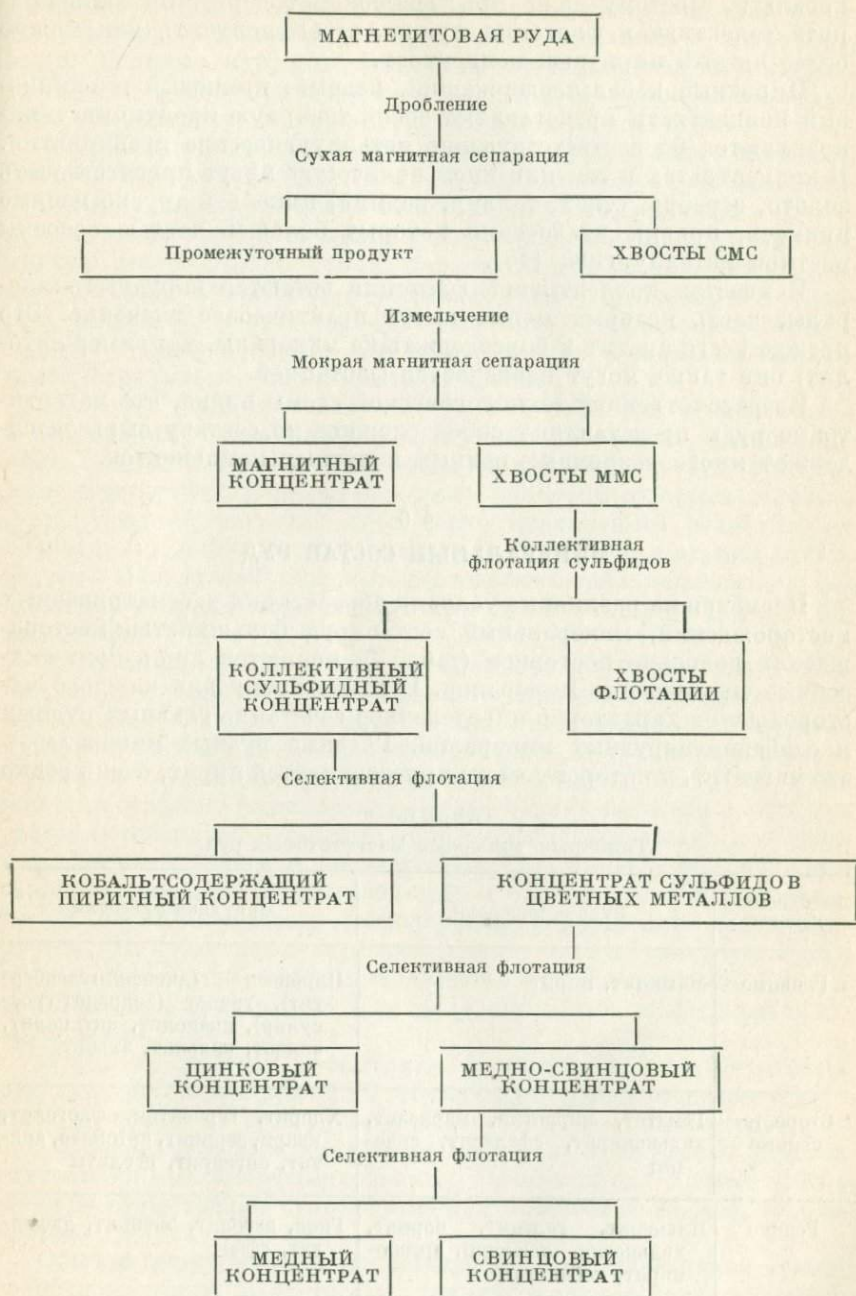 МАГНЕТИТОВАЯ РУДА
Дробление
Сухая магнитная сепарация
Промежуточный продукт
ХВОСТЫ СМС
Измельчение
Мокрая магнитная сепарация
МАГНИТНЫЙ
КОНЦЕНТРАТ
ХВОСТЫ ММС
Коллективная
флотация сульфидов
КОЛЛЕКТИВНЫЙ
СУЛЬФИДНЫЙ
КОНЦЕНТРАТ
ХВОСТЫ
ФЛОТАЦИИ
Селективная флотация
КОБАЛЬТСОДЕРЖАЩИЙ
ПИРИТНЫЙ КОНЦЕНТРАТ
КОНЦЕНТРАТ СУЛЬФИДОВ
ЦВЕТНЫХ МЕТАЛЛОВ
Селективная флотация
ЦИНКОВЫЙ
КОНЦЕНТРАТ
МЕДНО-СВИНЦОВЫЙ
КОНЦЕНТРАТ
Селективная флотация
МЕДНЫЙ
КОНЦЕНТРАТ
СВИНЦОВЫЙ
КОНЦЕНТРАТ